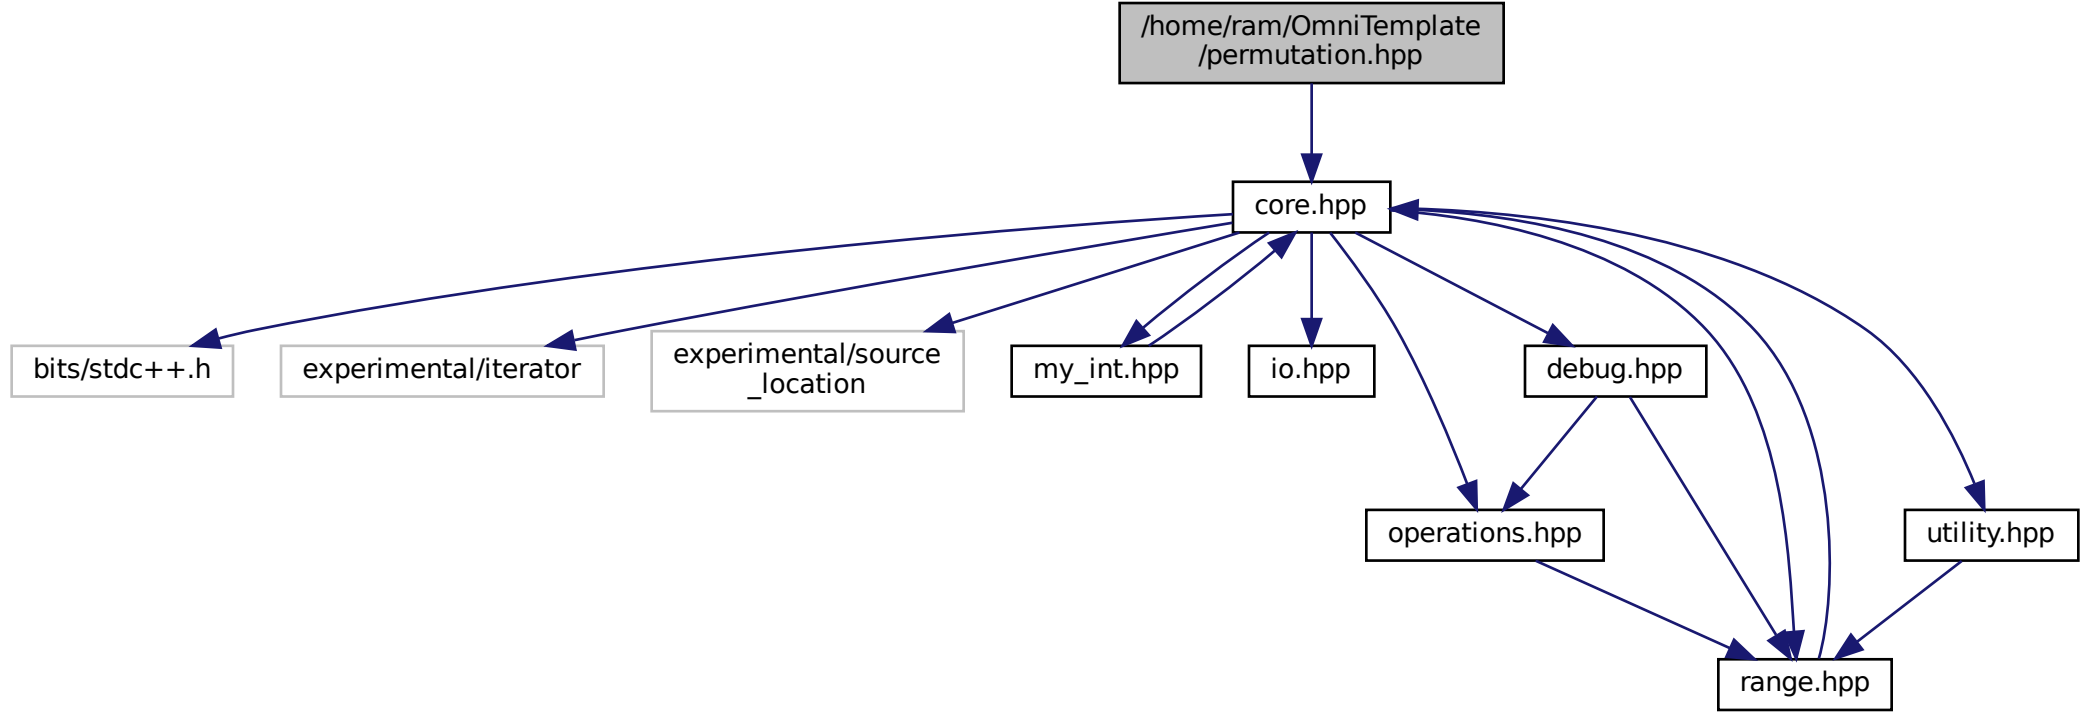 /home/ram/OmniTemplate
/permutation.hpp
core.hpp
bits/stdc++.h
experimental/iterator
experimental/source
_location
my_int.hpp
io.hpp
debug.hpp
operations.hpp
utility.hpp
range.hpp